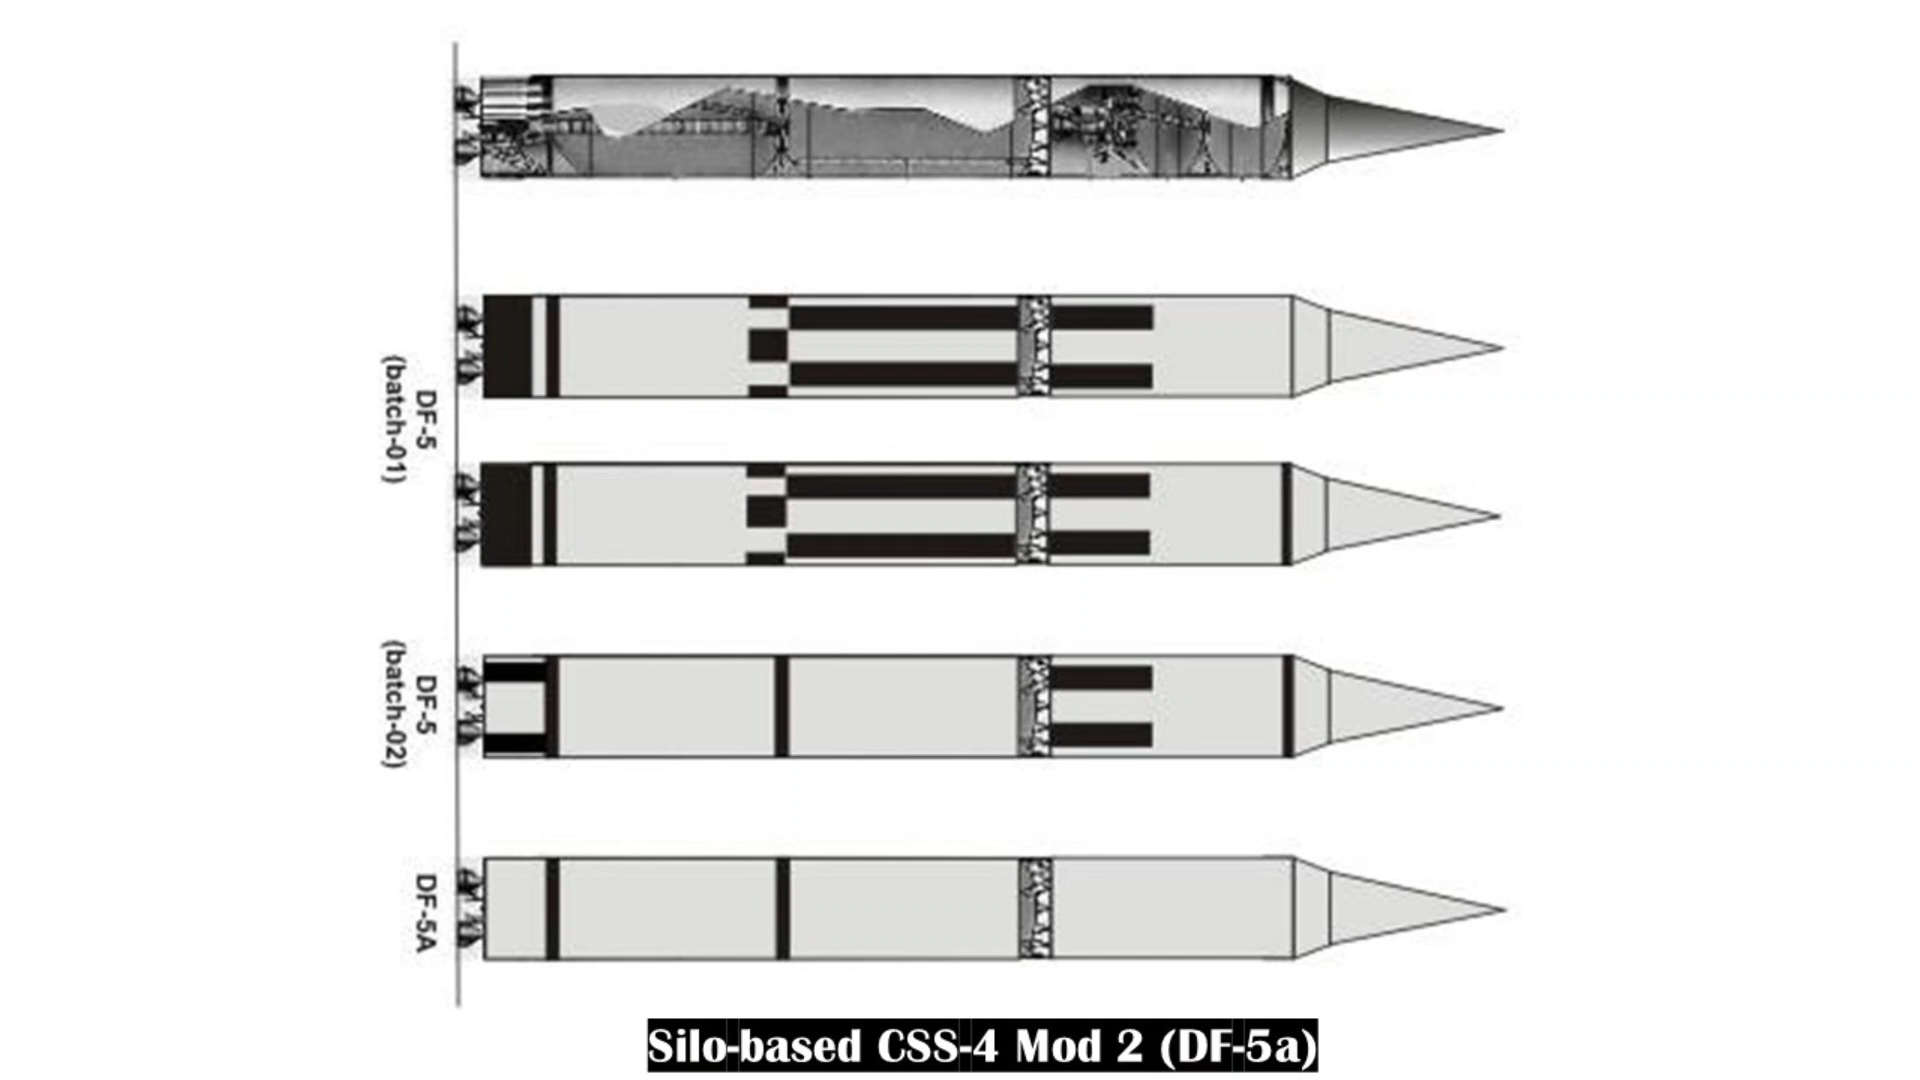 DF-5
(batch-01)
DF-5
(batch-02)
DF-5A
Silo-based CSS-4 Mod 2 (DF-5a)